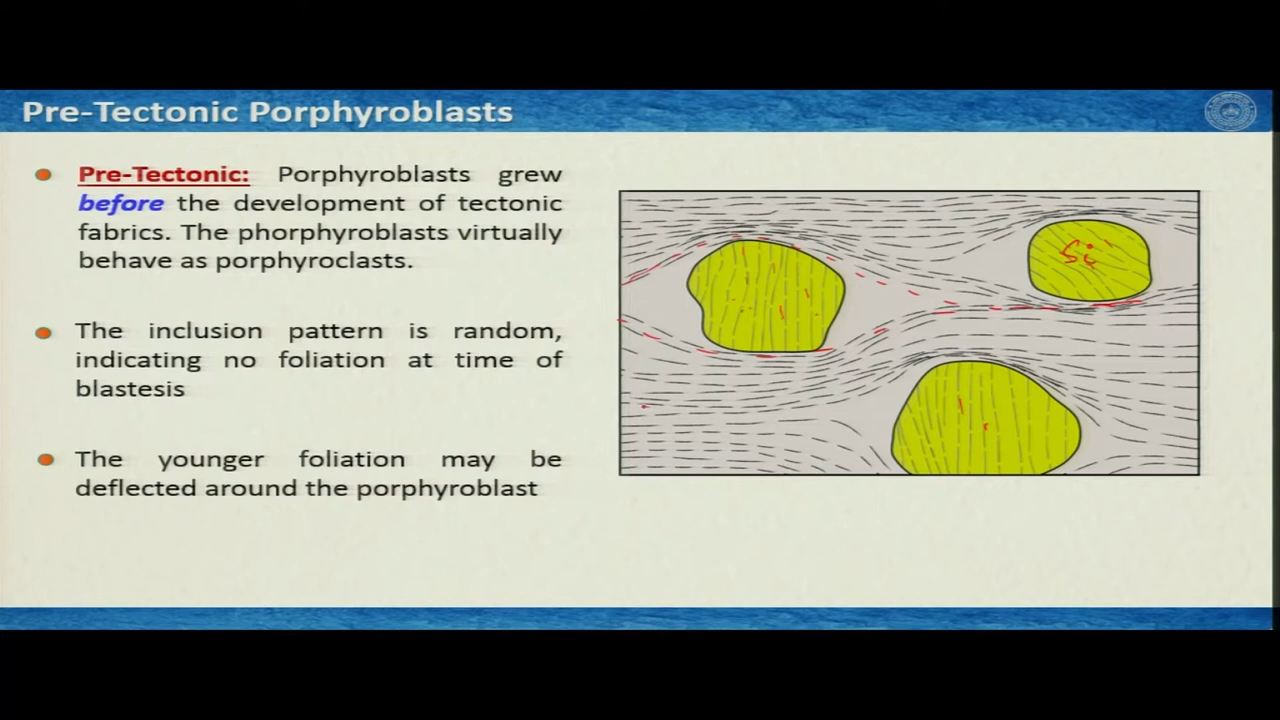 Pre-Tectonic Porphyroblasts
Pre-Tectonic: Porphyroblasts grew
before the development of tectonic
fabrics. The phorphyroblasts virtually
behave as porphyroclasts.
The inclusion pattern is random,
indicating no foliation at time of
blastesis
The younger foliation may be
deflected around the porphyroblast
Si